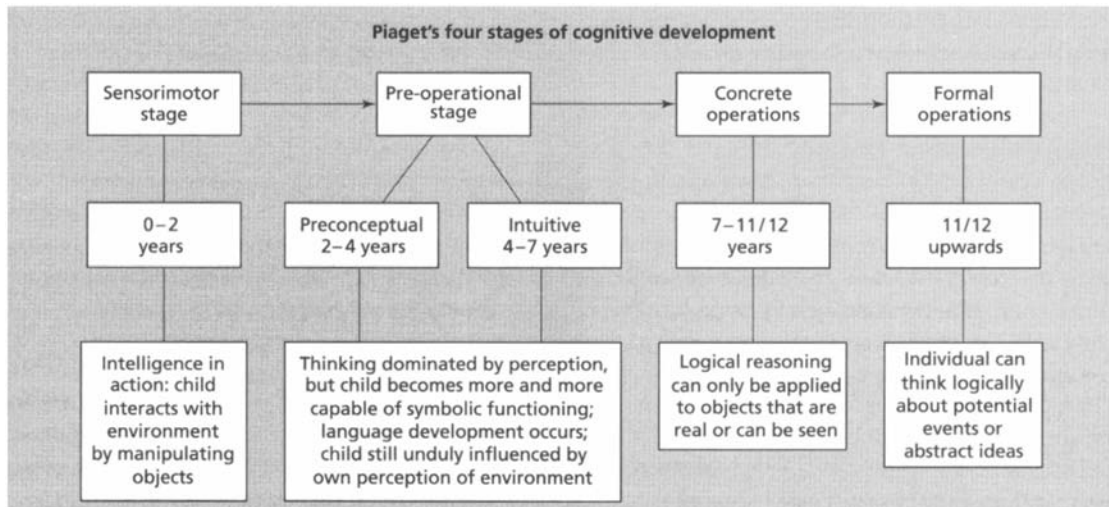 Piaget's four stages of cognitive development
Sensorimotor
stage
Pre-operational
stage
Concrete
operations
Formal
operations
0–2
years
Preconceptual
2–4 years
Intuitive
4–7 years
7–11/12
years
11/12
upwards
Intelligence in
action: child
interacts with
environment
by manipulating
objects
Thinking dominated by perception,
but child becomes more and more
capable of symbolic functioning;
language development occurs;
child still unduly influenced by
own perception of environment
Logical reasoning
can only be applied
to objects that are
real or can be seen
Individual can
think logically
about potential
events or
abstract ideas